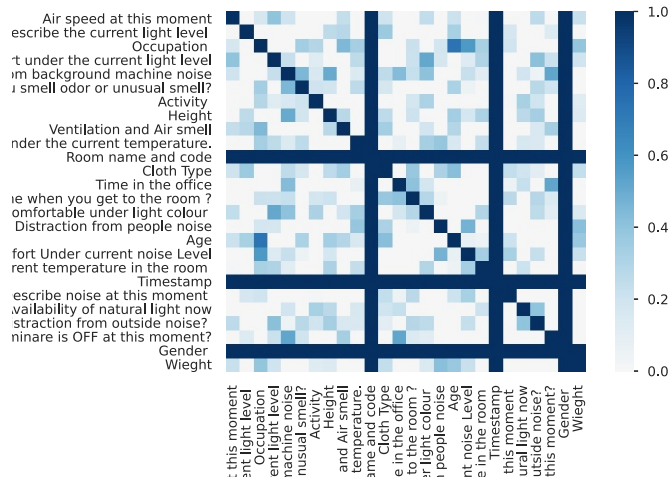 Air speed at this moment
escribe the current light level
Occupation
rt under the current light level
om background machine noise
u smell odor or unusual smell?
Activity
Height
Ventilation and Air smell
nder the current temperature.
Room name and code
Cloth Type
Time in the office
ne when you get to the room ?
omfortable under light colour
Distraction from people noise
Age
fort Under current noise Level
rent temperature in the room
Timestamp
escribe noise at this moment
Availability of natural light now
straction from outside noise?
minare is OFF at this moment?
Gender
Wieght
1.0
0.8
0.6
0.4
0.2
0.0
t this moment
ent light level
Occupation
ent light level
machine noise
nusual smell?
Activity
Height
and Air smell
temperature.
ame and code
Cloth Type
e in the office
to the room ?
er light colour
n people noise
Age
nt noise Level
e in the room
Timestamp
this moment
ural light now
utside noise?
this moment?
Gender
Wieght